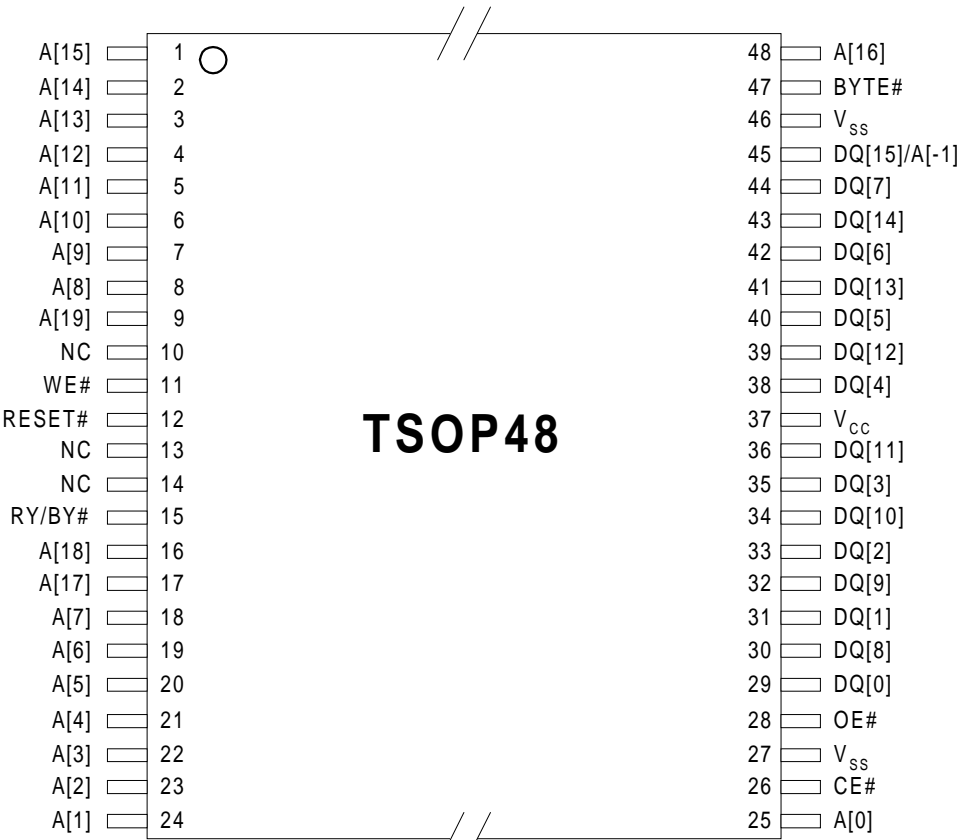 A[15] 1 48 A[16]
A[14] 2 47 BYTE#
A[13] 3 46 VSS
A[12] 4 45 DQ[15]/A[-1]
A[11] 5 44 DQ[7]
A[10] 6 43 DQ[14]
A[9] 7 42 DQ[6]
A[8] 8 41 DQ[13]
A[19] 9 40 DQ[5]
NC 10 39 DQ[12]
WE# 11 38 DQ[4]
RESET# 12 TSOP48 37 VCC
NC 13 36 DQ[11]
NC 14 35 DQ[3]
RY/BY# 15 34 DQ[10]
A[18] 16 33 DQ[2]
A[17] 17 32 DQ[9]
A[7] 18 31 DQ[1]
A[6] 19 30 DQ[8]
A[5] 20 29 DQ[0]
A[4] 21 28 OE#
A[3] 22 27 VSS
A[2] 23 26 CE#
A[1] 24 25 A[0]